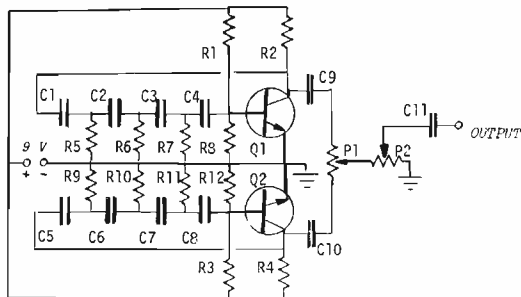 R1 R2
C9
C1 C2 C3 C4
C11
R5 R6 R7 R8 Q1
P1 P2 OUTPUT
9 V
+ -
R9 R10 R11 R12 Q2
C5 C6 C7 C8
C10
R3 R4